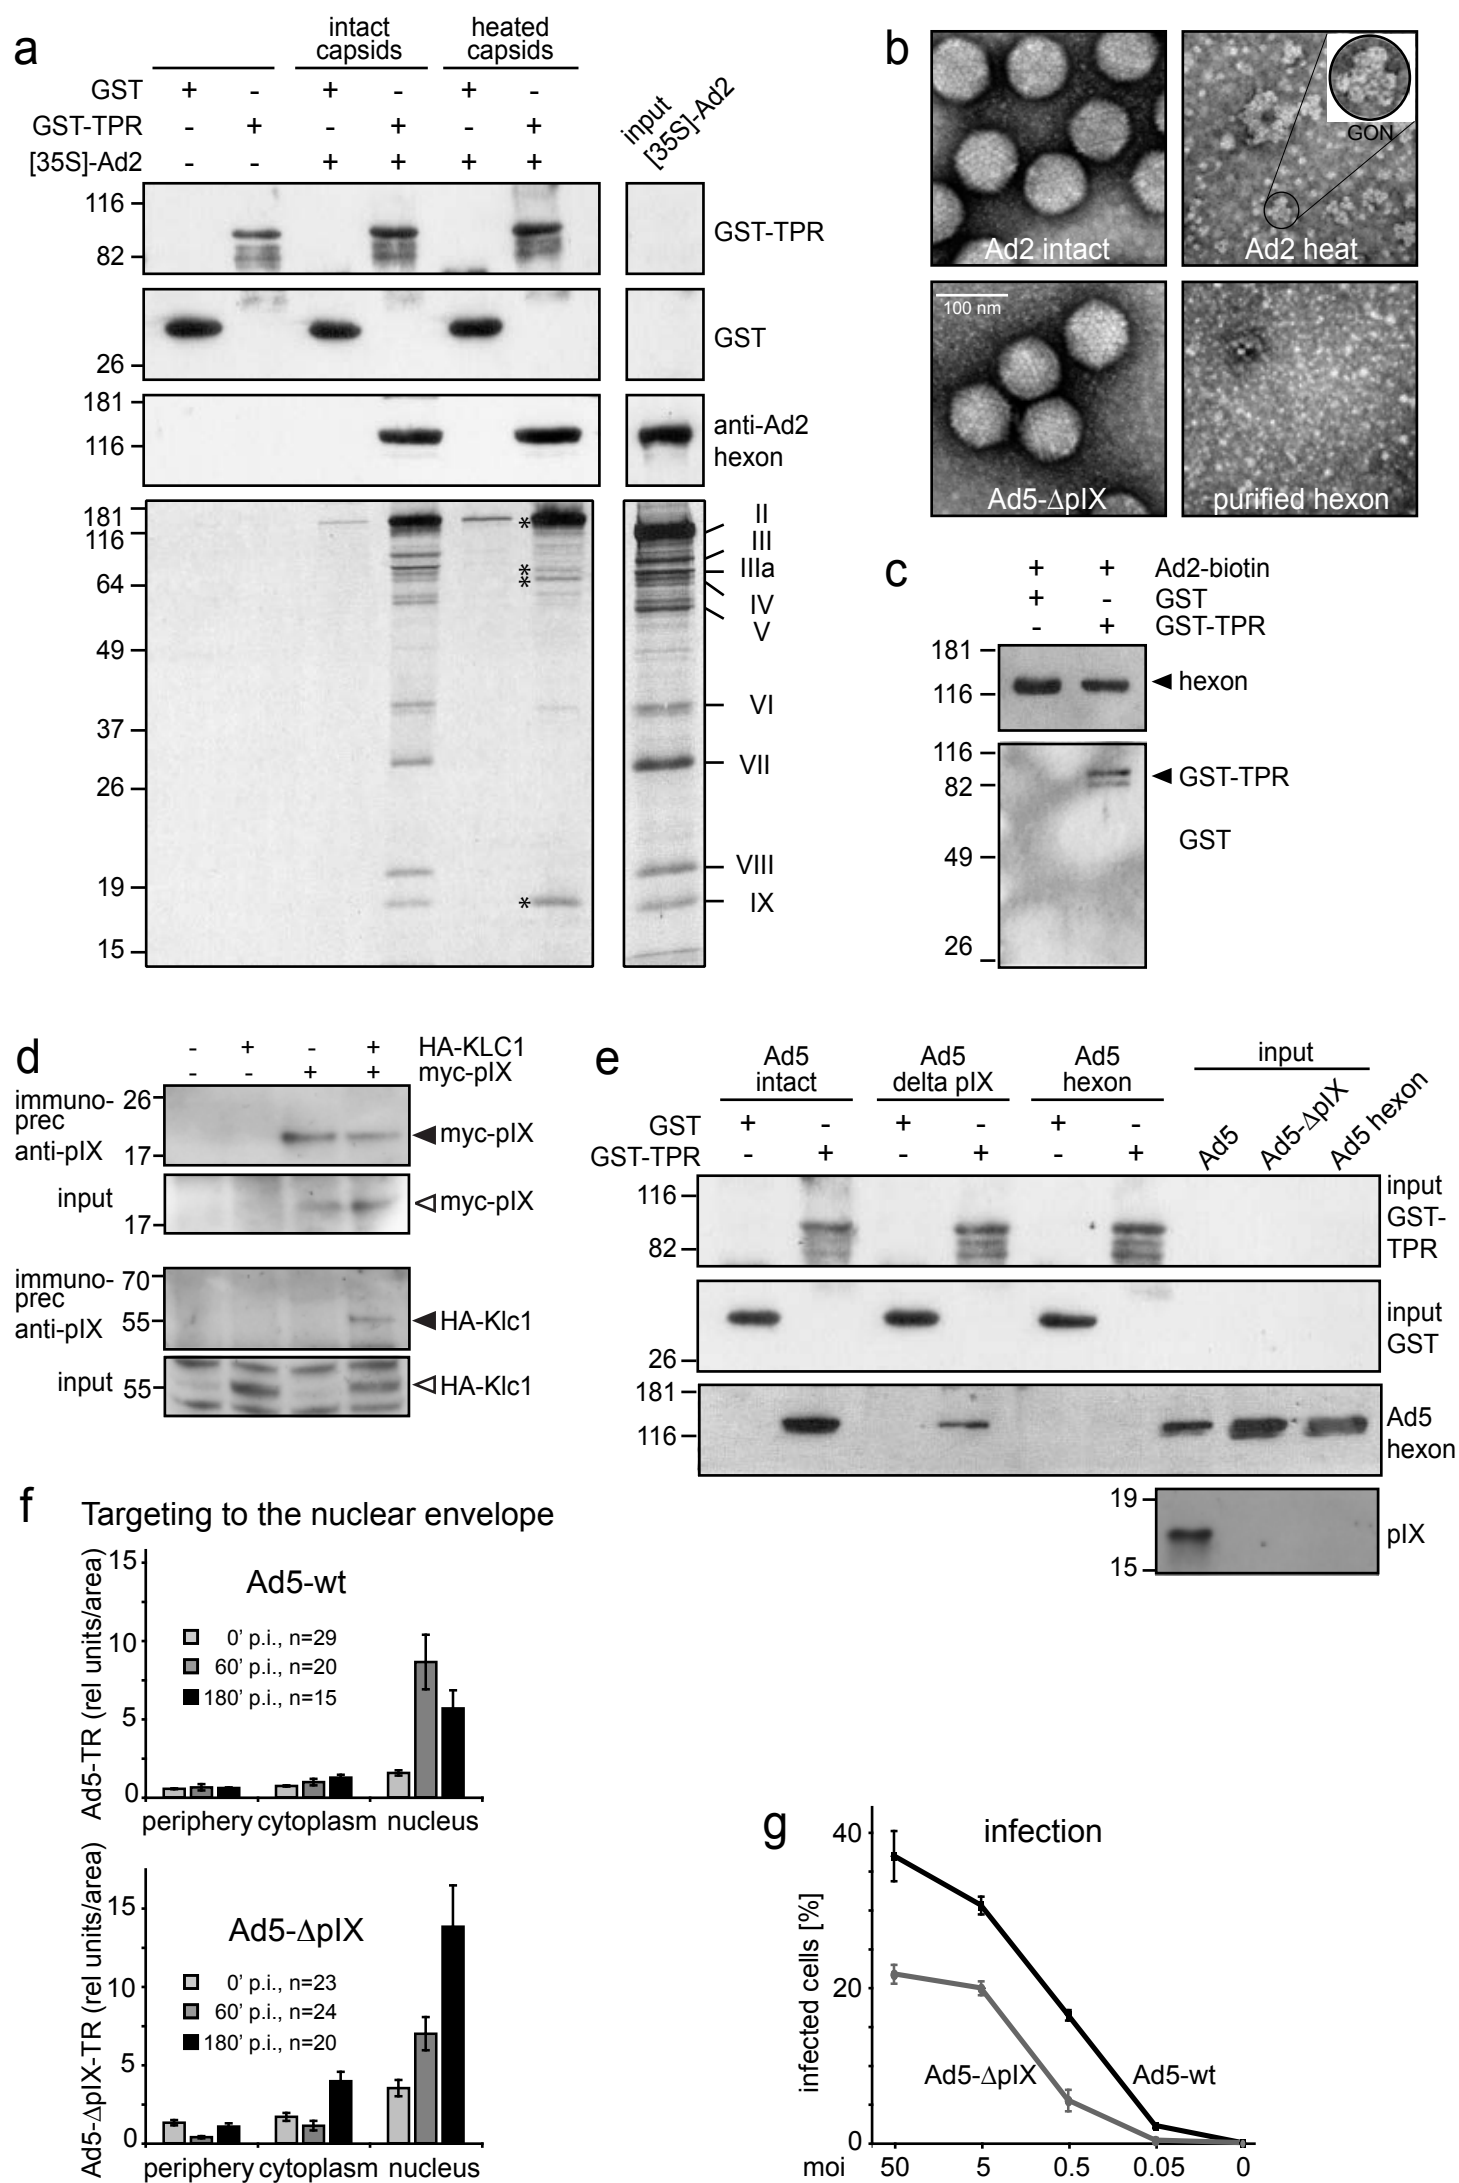 a
intact
capsids
heated
capsids
GST + - + - + -
GST-TPR - + - + - +
[35S]-Ad2 - - + + + +
input
[35S]-Ad2
116
82
GST-TPR
26
GST
181
116
anti-Ad2
hexon
181
116
64
49
37
26
19
15
*
*
*
*
II
III
IIIa
IV
V
VI
VII
VIII
IX
b
Ad2 intact
GON
Ad2 heat
100 nm
Ad5-ΔpIX
purified hexon
c
+ + Ad2-biotin
+ - GST
- + GST-TPR
181
116
hexon
116
82
49
26
GST-TPR
GST
d
- + - + HA-KLC1
- - + + myc-pIX
immuno-
prec
anti-pIX
26
17
myc-pIX
input
17
myc-pIX
immuno-
prec
anti-pIX
70
55
HA-Klc1
input
55
HA-Klc1
e
Ad5
intact
Ad5
delta pIX
Ad5
hexon
input
GST + - + - + -
GST-TPR - + - + - +
Ad5
Ad5-ΔpIX
Ad5 hexon
116
82
input
GST-
TPR
26
input
GST
181
116
Ad5
hexon
19
15
pIX
f
Targeting to the nuclear envelope
Ad5-TR (rel units/area)
15
10
5
0
Ad5-wt
0' p.i., n=29
60' p.i., n=20
180' p.i., n=15
periphery cytoplasm nucleus
Ad5-ΔpIX-TR (rel units/area)
15
10
5
0
Ad5-ΔpIX
0' p.i., n=23
60' p.i., n=24
180' p.i., n=20
periphery cytoplasm nucleus
g
infection
infected cells [%]
40
20
0
Ad5-ΔpIX
Ad5-wt
moi 50 5 0.5 0.05 0